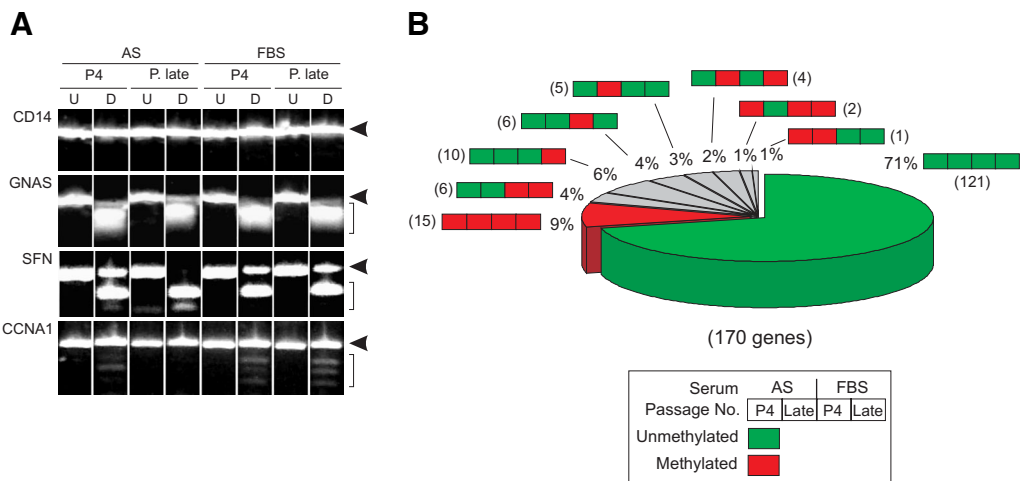 A
AS FBS
P4 P. late P4 P. late
U D U D U D U D
CD14
GNAS
SFN
CCNA1
B
(5)
(4)
(6)
(2)
(10)
(1)
(6)
(15)
9%
4%
6%
4%
3%
2%
1%
1%
71%
(121)
(170 genes)
Serum AS FBS
Passage No. P4 Late P4 Late
Unmethylated
Methylated